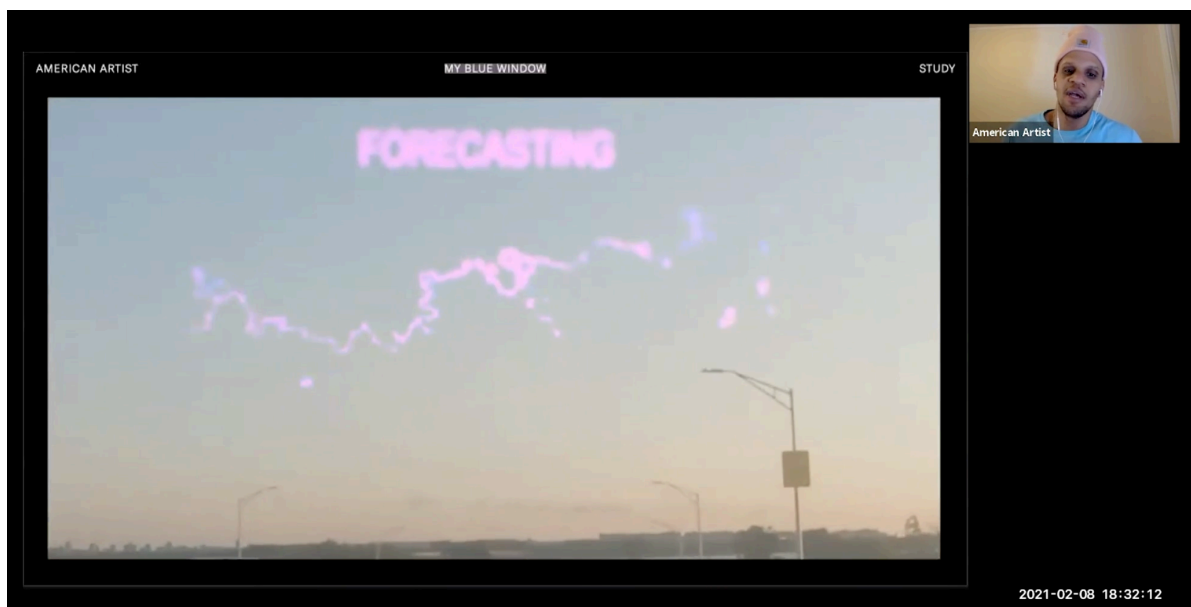 AMERICAN ARTIST
MY BLUE WINDOW
STUDY
American Artist
FORECASTING
2021-02-08 18:32:12